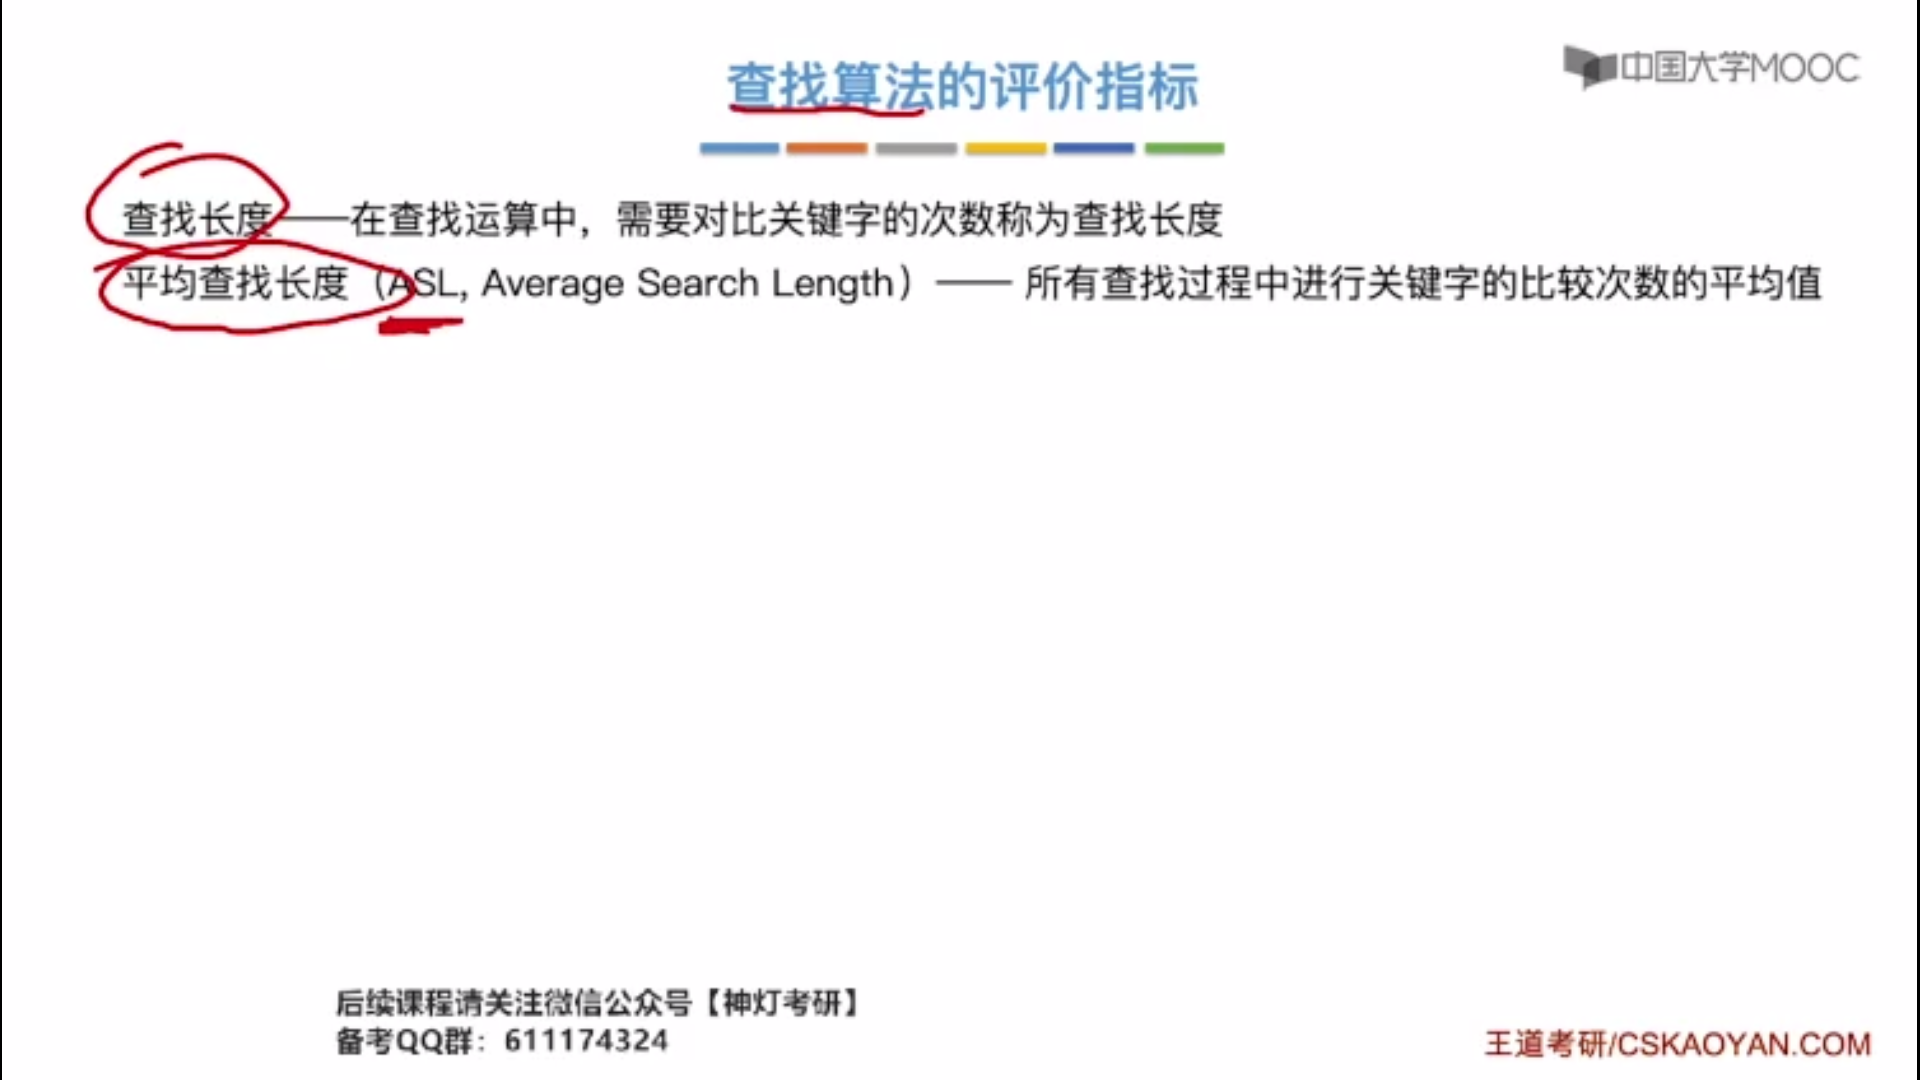 查找算法的评价指标
中国大学MOOC
查找长度——在查找运算中，需要对比关键字的次数称为查找长度
平均查找长度（ASL, Average Search Length）—— 所有查找过程中进行关键字的比较次数的平均值
后续课程请关注微信公众号【神灯考研】
备考QQ群：611174324
王道考研/CSKAOYAN.COM